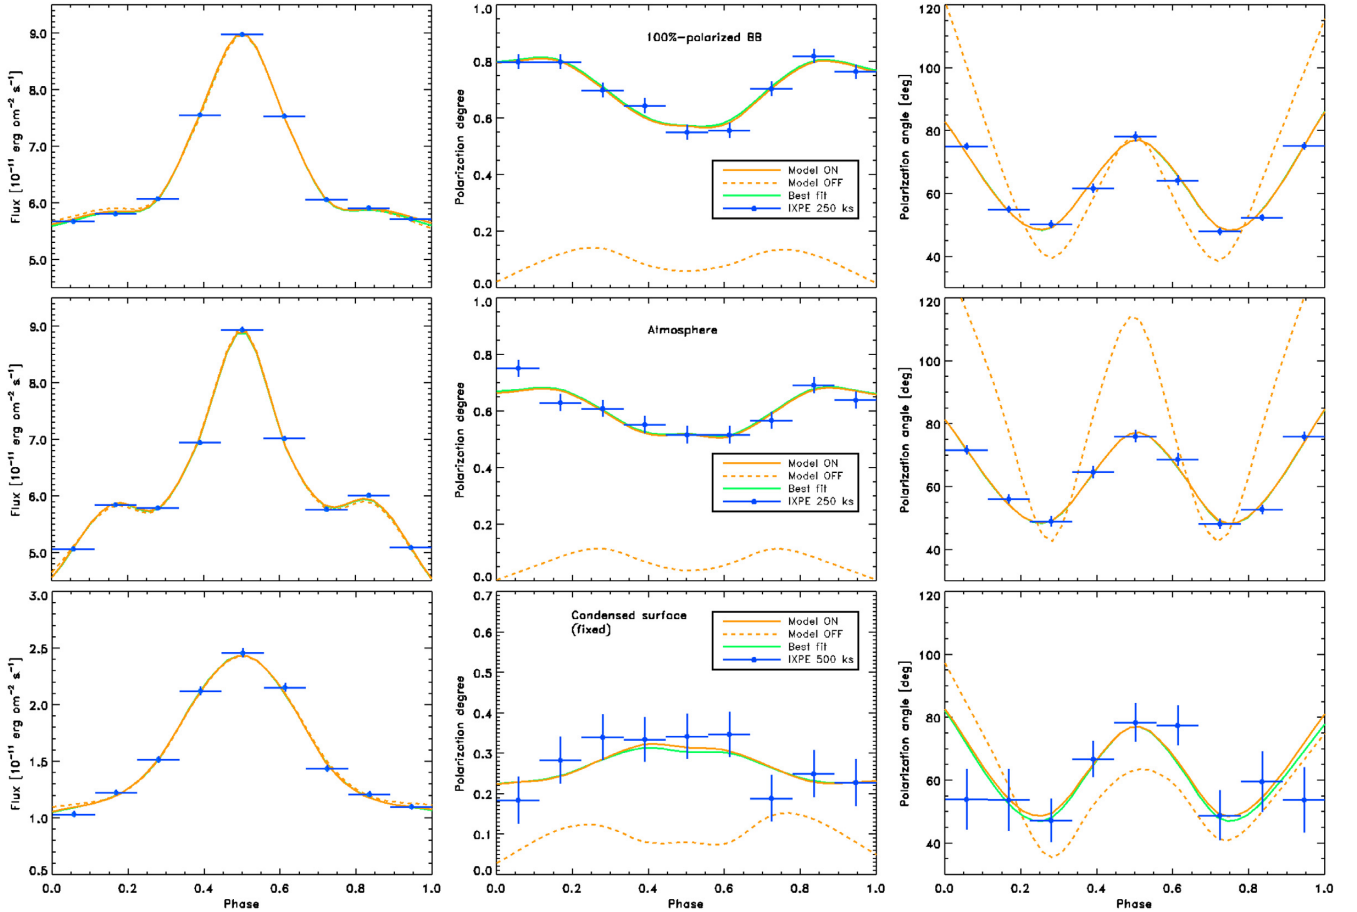 Flux [10⁻¹¹ erg cm⁻² s⁻¹]
9.0
8.0
7.0
6.0
5.0
Polarization degree
1.0
0.8
0.6
0.4
0.2
0.0
100%-polarized BB
Model ON
Model OFF
Best fit
IXPE 250 ks
Polarization angle [deg]
120
100
80
60
40
Flux [10⁻¹¹ erg cm⁻² s⁻¹]
9.0
8.0
7.0
6.0
5.0
Polarization degree
1.0
0.8
0.6
0.4
0.2
0.0
Atmosphere
Model ON
Model OFF
Best fit
IXPE 250 ks
Polarization angle [deg]
120
100
80
60
40
Flux [10⁻¹¹ erg cm⁻² s⁻¹]
3.0
2.5
2.0
1.5
1.0
0.5
0.0 0.2 0.4 0.6 0.8 1.0
Phase
Polarization degree
0.7
0.6
0.5
0.4
0.3
0.2
0.1
0.0
Condensed surface
(fixed)
Model ON
Model OFF
Best fit
IXPE 500 ks
0.0 0.2 0.4 0.6 0.8 1.0
Phase
Polarization angle [deg]
120
100
80
60
40
0.0 0.2 0.4 0.6 0.8 1.0
Phase